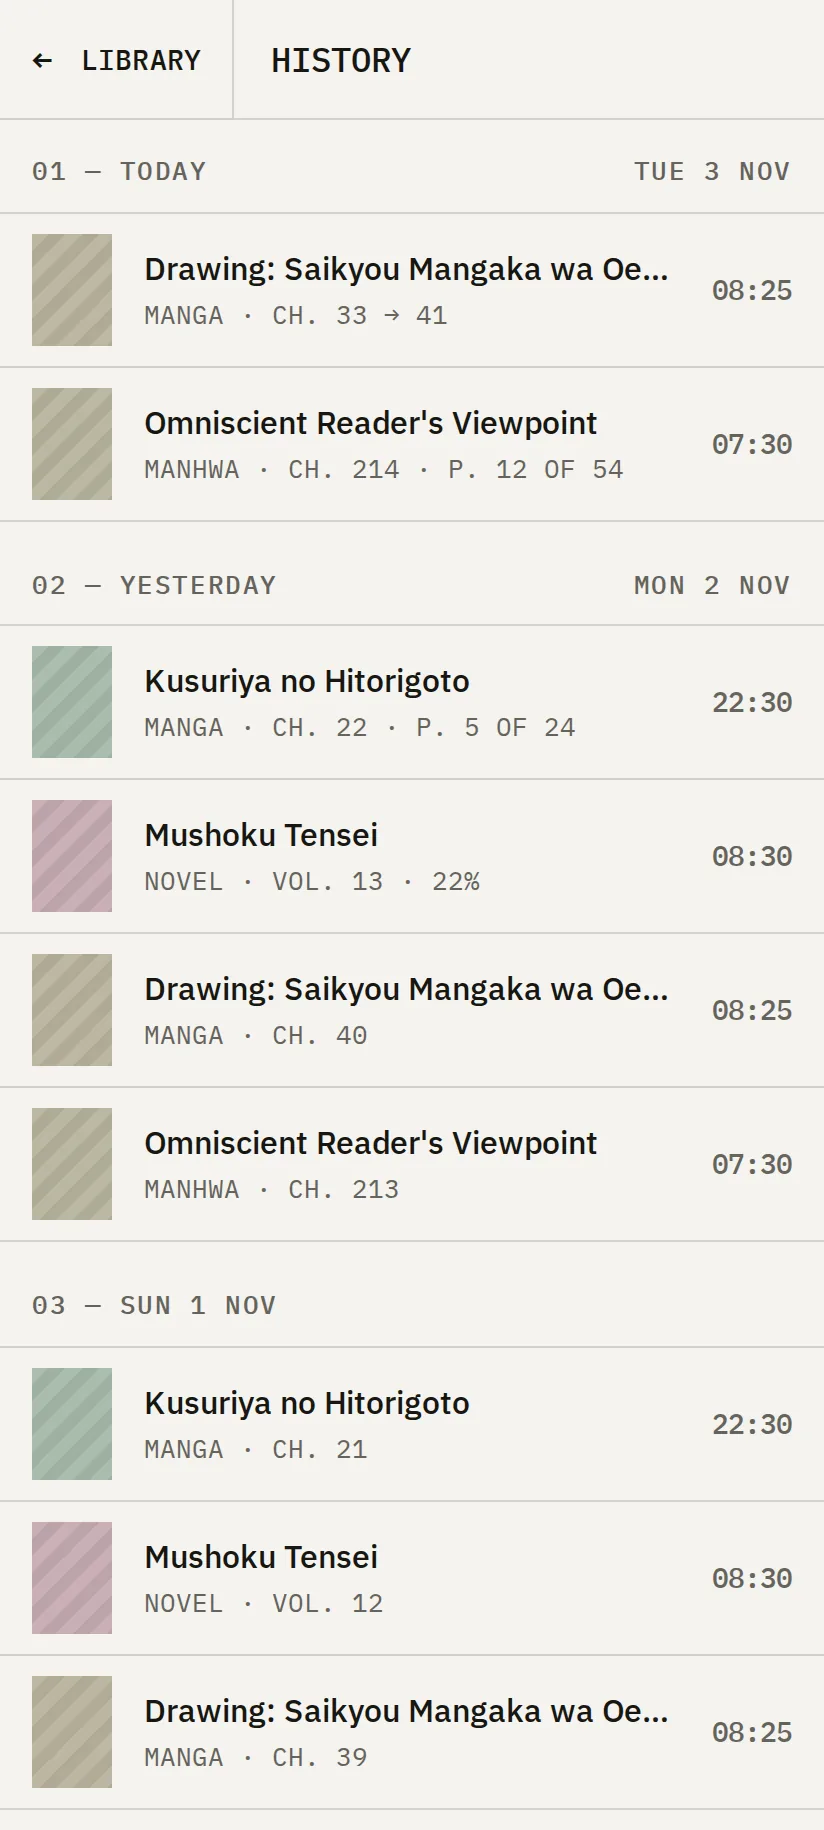 ← LIBRARY
HISTORY
01 — TODAY
TUE 3 NOV
Drawing: Saikyou Mangaka wa Oe...
MANGA · CH. 33 → 41
08:25
Omniscient Reader's Viewpoint
MANHWA · CH. 214 · P. 12 OF 54
07:30
02 — YESTERDAY
MON 2 NOV
Kusuriya no Hitorigoto
MANGA · CH. 22 · P. 5 OF 24
22:30
Mushoku Tensei
NOVEL · VOL. 13 · 22%
08:30
Drawing: Saikyou Mangaka wa Oe...
MANGA · CH. 40
08:25
Omniscient Reader's Viewpoint
MANHWA · CH. 213
07:30
03 — SUN 1 NOV
Kusuriya no Hitorigoto
MANGA · CH. 21
22:30
Mushoku Tensei
NOVEL · VOL. 12
08:30
Drawing: Saikyou Mangaka wa Oe...
MANGA · CH. 39
08:25